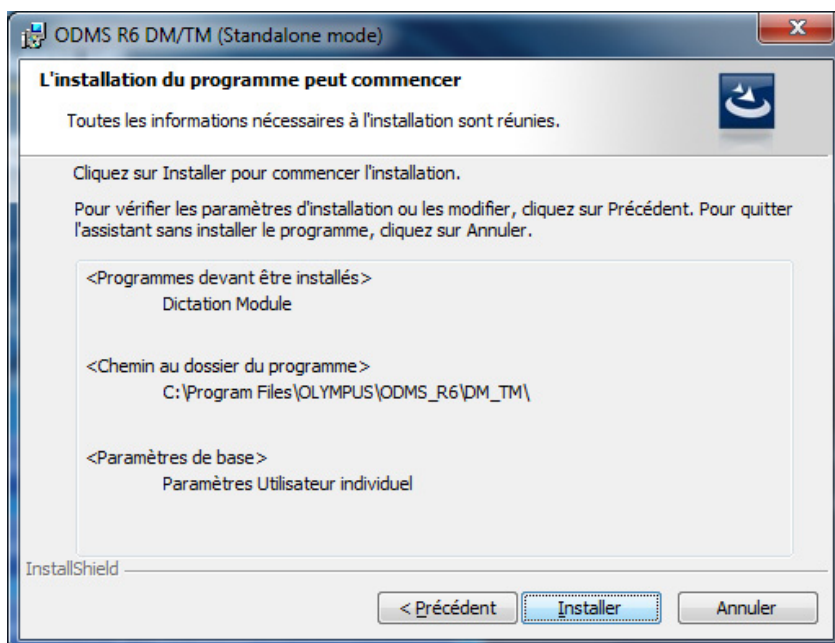 ODMS R6 DM/TM (Standalone mode)
L'installation du programme peut commencer
Toutes les informations nécessaires à l'installation sont réunies.
Cliquez sur Installer pour commencer l'installation.
Pour vérifier les paramètres d'installation ou les modifier, cliquez sur Précédent. Pour quitter
l'assistant sans installer le programme, cliquez sur Annuler.
<Programmes devant être installés>
Dictation Module
<Chemin au dossier du programme>
C:\Program Files\OLYMPUS\ODMS_R6\DM_TM\
<Paramètres de base>
Paramètres Utilisateur individuel
InstallShield
< Précédent
Installer
Annuler